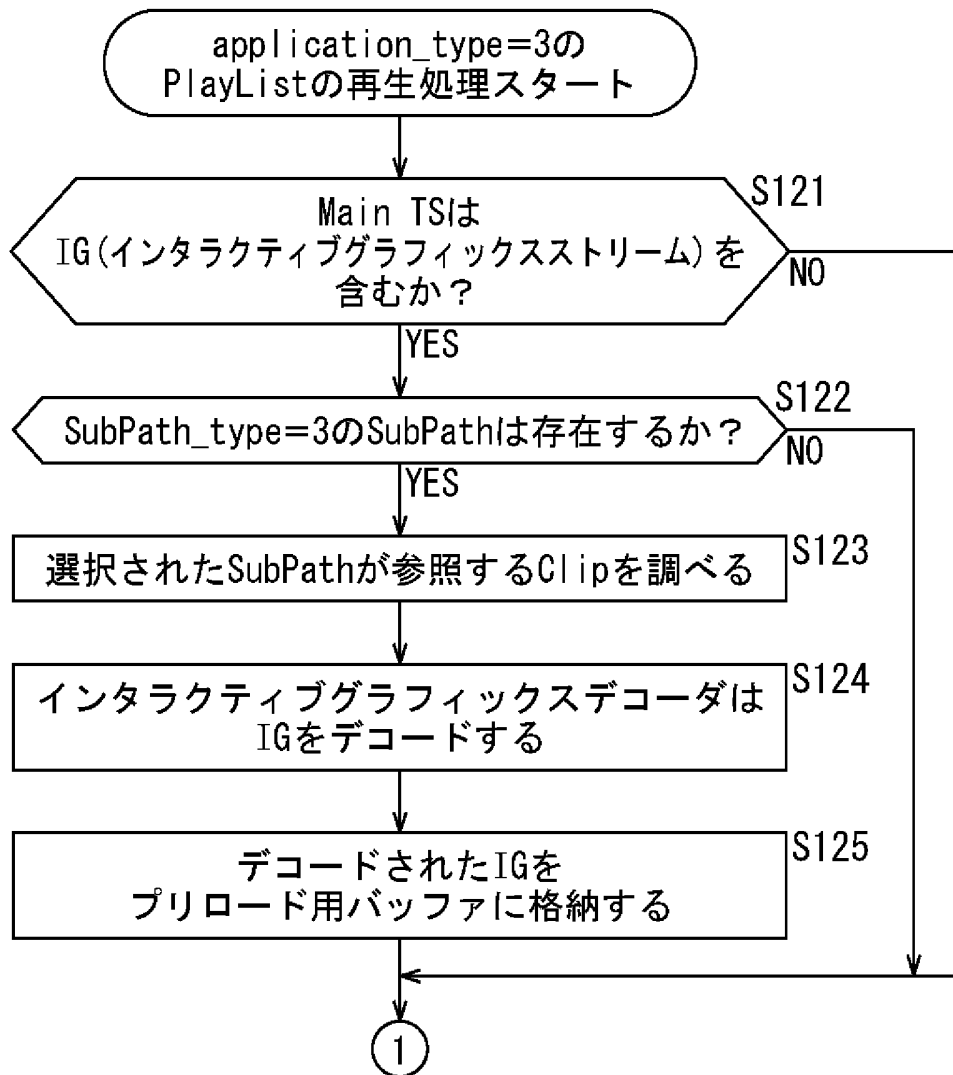 application_type=3の
PlayListの再生処理スタート
S121
Main TSは
IG(インタラクティブグラフィックスストリーム)を
含むか？
NO
YES
S122
SubPath_type=3のSubPathは存在するか？
NO
YES
S123
選択されたSubPathが参照するClipを調べる
S124
インタラクティブグラフィックスデコーダは
IGをデコードする
S125
デコードされたIGを
プリロード用バッファに格納する
1